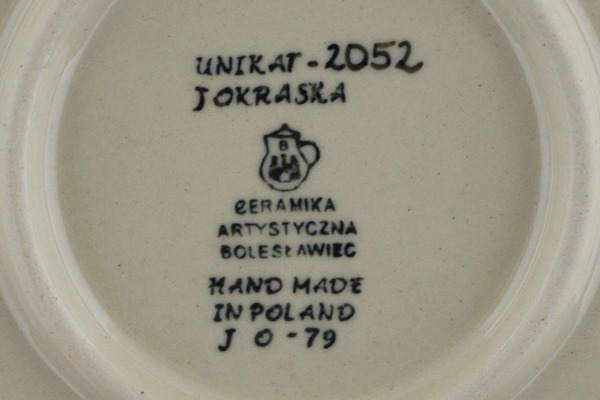 UNIKAT-2052
JOKRASKA
B
CERAMIKA
ARTYSTYCZNA
BOLESŁAWIEC
HAND MADE
IN POLAND
J O-79